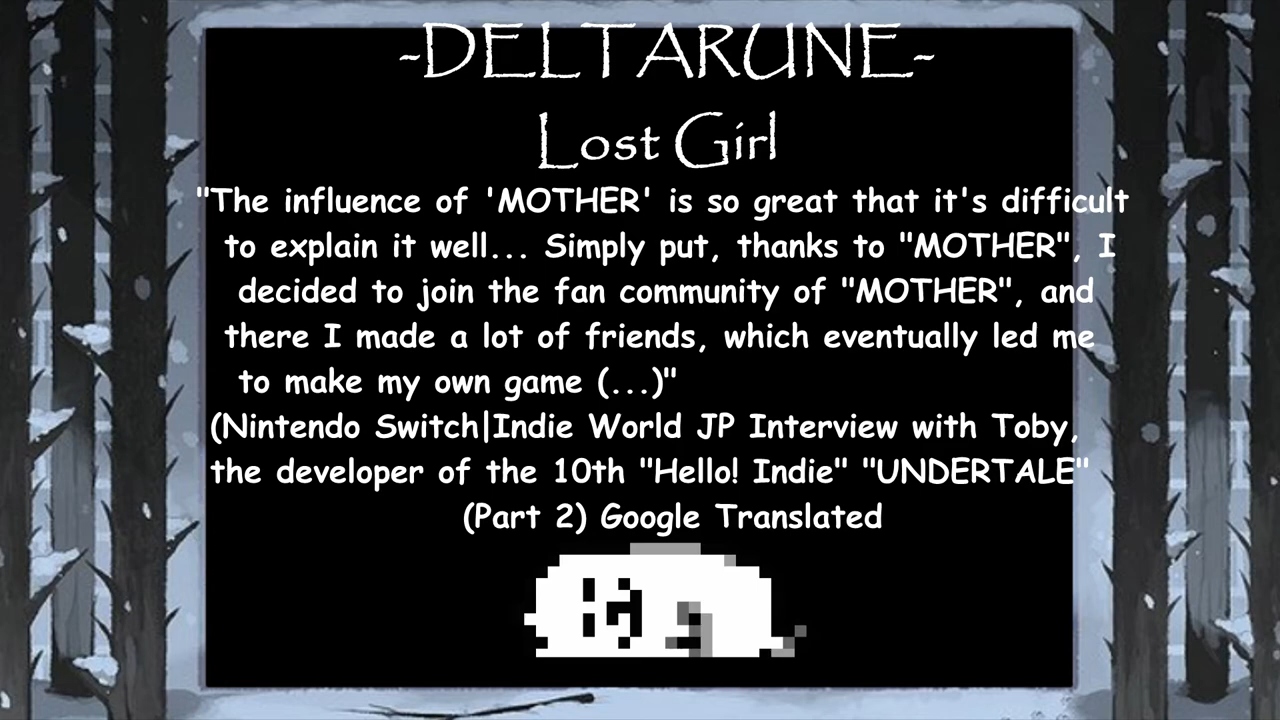 -DELTARUNE-
Lost Girl
"The influence of 'MOTHER' is so great that it's difficult
to explain it well... Simply put, thanks to "MOTHER", I
decided to join the fan community of "MOTHER", and
there I made a lot of friends, which eventually led me
to make my own game (...)"
(Nintendo Switch|Indie World JP Interview with Toby,
the developer of the 10th "Hello! Indie" "UNDERTALE"
(Part 2) Google Translated